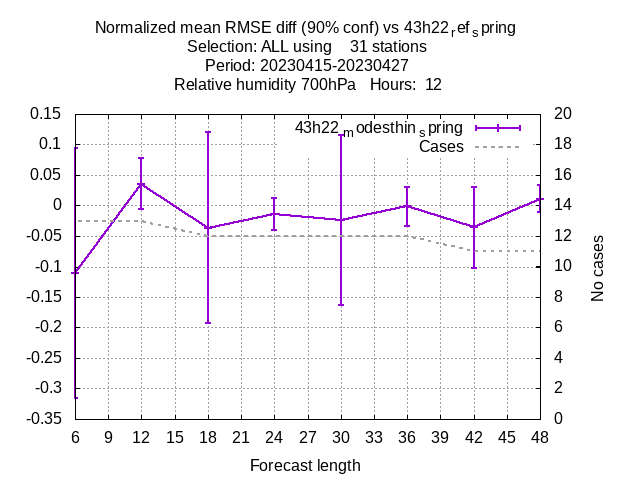 Normalized mean RMSE diff (90% conf) vs 43h22ref spring
Selection: ALL using 31 stations
Period: 20230415-20230427
Relative humidity 700hPa Hours: 12
43h22modesthinspring
Cases
0.15
0.1
0.05
0
-0.05
-0.1
-0.15
-0.2
-0.25
-0.3
-0.35
20
18
16
14
12
10
8
6
4
2
0
No cases
6 9 12 15 18 21 24 27 30 33 36 39 42 45 48
Forecast length